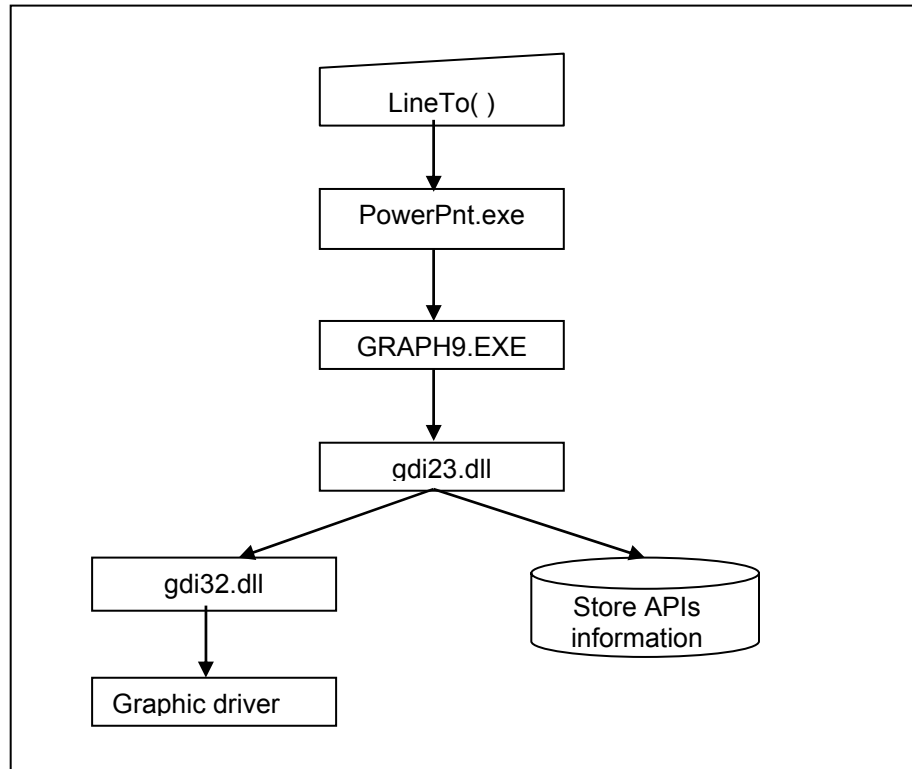 LineTo( )
PowerPnt.exe
GRAPH9.EXE
gdi23.dll
gdi32.dll
Store APIs
information
Graphic driver